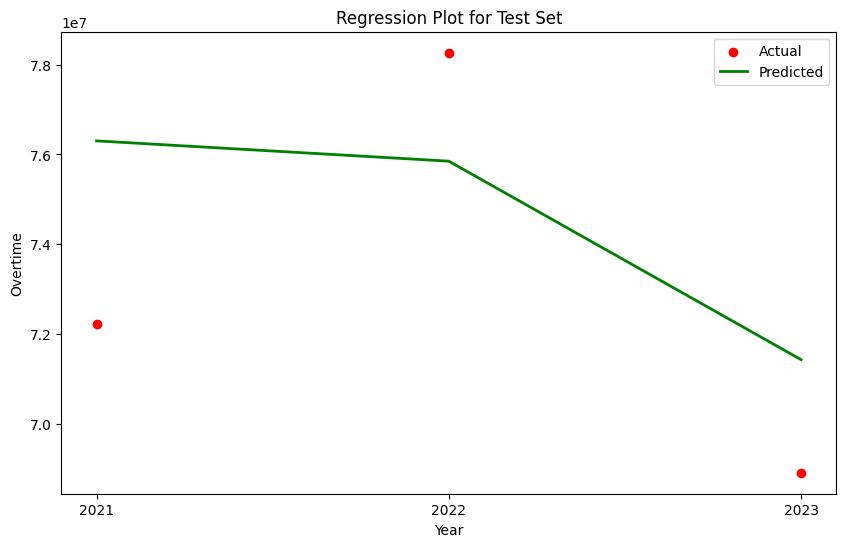 Regression Plot for Test Set
1e7
Actual
Predicted
7.8
7.6
7.4
7.2
7.0
Overtime
2021
2022
2023
Year